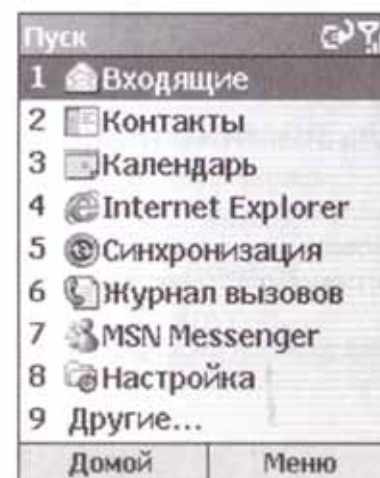 Пуск
1 Входящие
2 Контакты
3 Календарь
4 Internet Explorer
5 Синхронизация
6 Журнал вызовов
7 MSN Messenger
8 Настройка
9 Другие...
Домой Меню